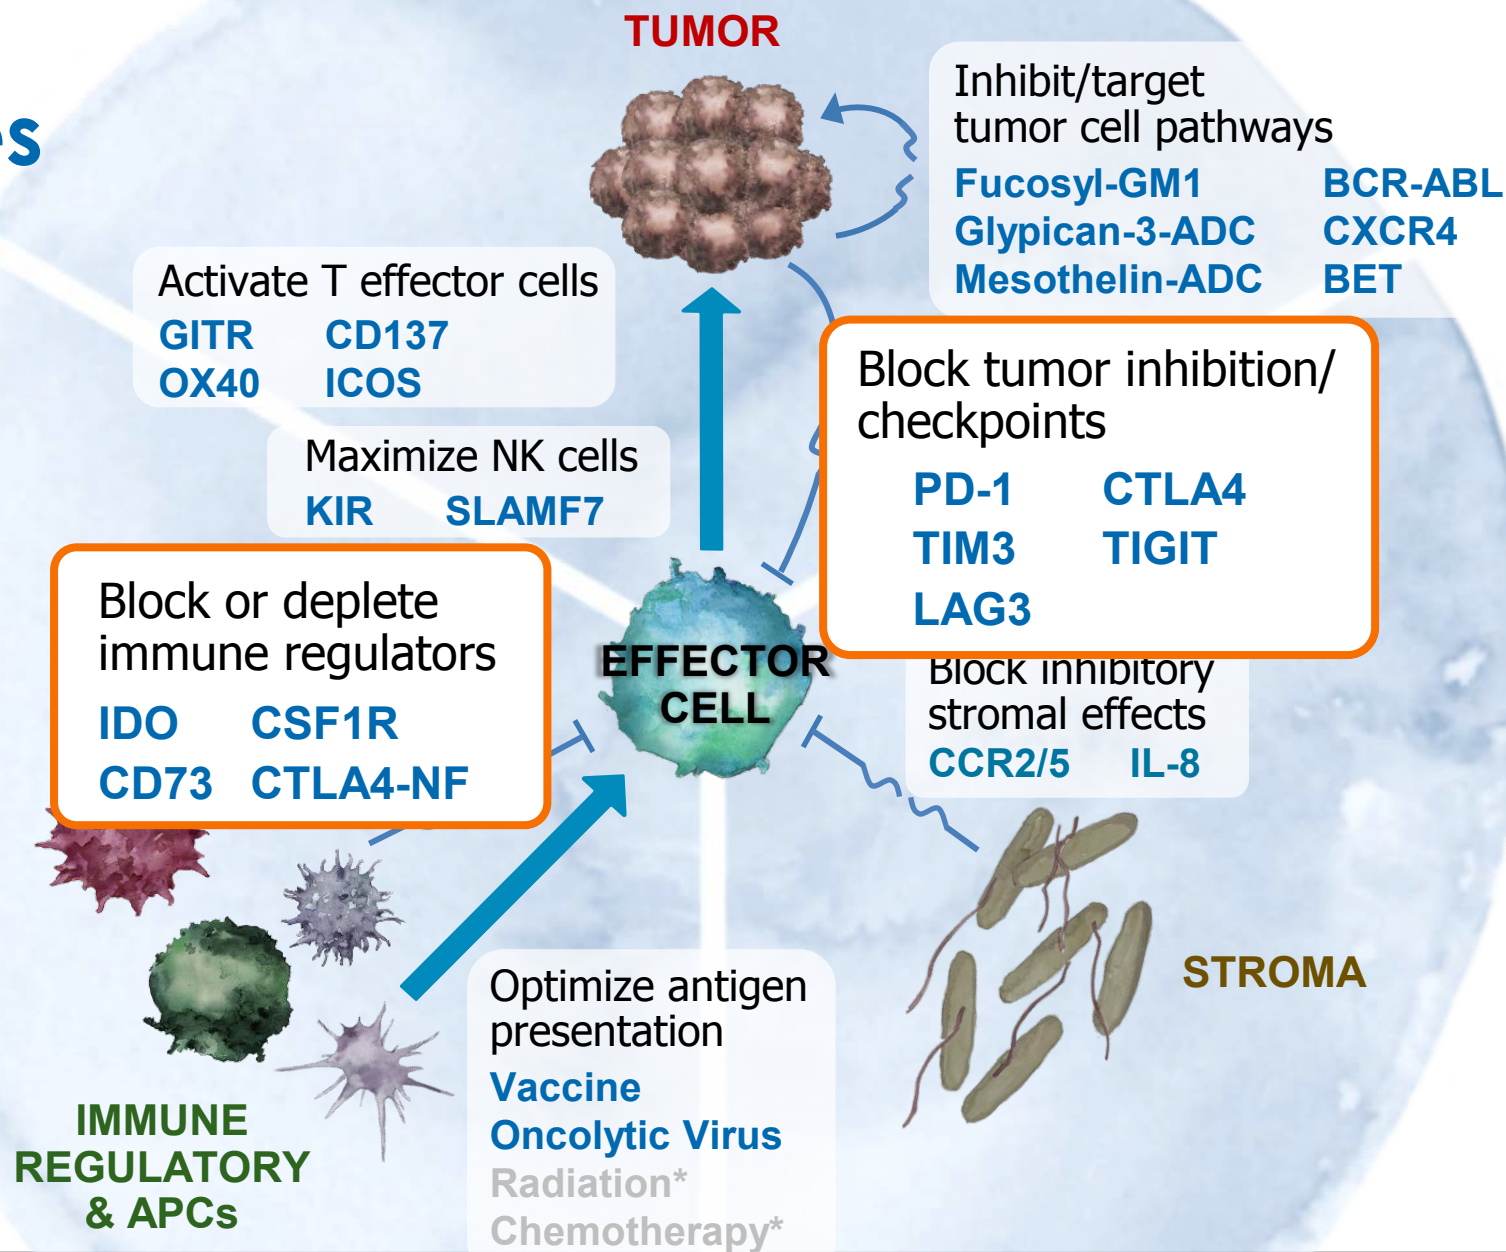 es
TUMOR
Inhibit/target
tumor cell pathways
Fucosyl-GM1 BCR-ABL
Glypican-3-ADC CXCR4
Mesothelin-ADC BET
Activate T effector cells
GITR CD137
OX40 ICOS
Block tumor inhibition/
checkpoints
PD-1 CTLA4
TIM3 TIGIT
LAG3
Maximize NK cells
KIR SLAMF7
Block or deplete
immune regulators
IDO CSF1R
CD73 CTLA4-NF
EFFECTOR
CELL
Block inhibitory
stromal effects
CCR2/5 IL-8
STROMA
Optimize antigen
presentation
Vaccine
Oncolytic Virus
Radiation*
Chemotherapy*
IMMUNE
REGULATORY
& APCs